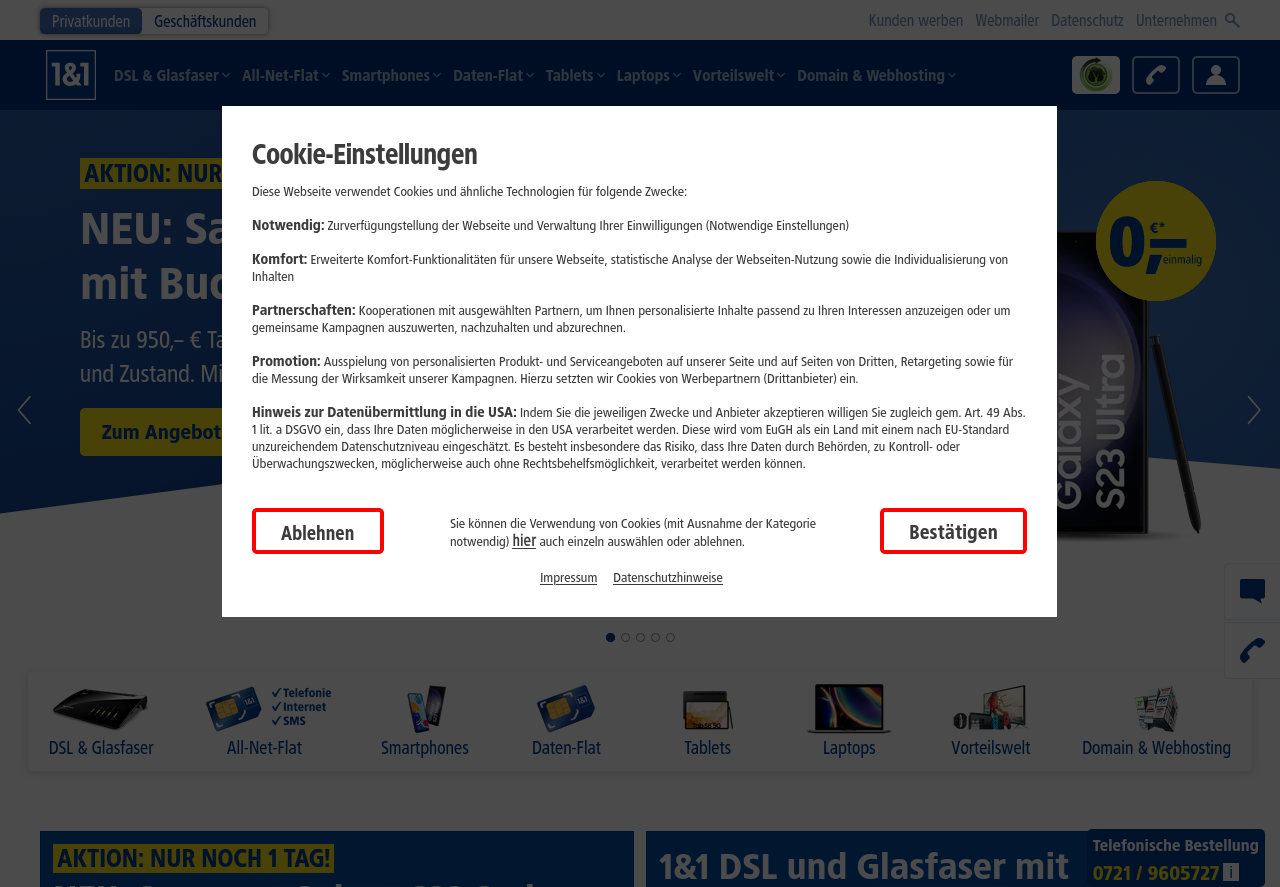 Privatkunden Geschäftskunden Kunden werben Webmailer Datenschutz Unternehmen
1&1 DSL & Glasfaser All-Net-Flat Smartphones Daten-Flat Tablets Laptops Vorteilswelt Domain & Webhosting
AKTION: NUR
NEU: Sa
mit Buc
Bis zu 950,– € Ta
und Zustand. Mi
Zum Angebot
Cookie-Einstellungen
Diese Webseite verwendet Cookies und ähnliche Technologien für folgende Zwecke:
Notwendig: Zurverfügungstellung der Webseite und Verwaltung Ihrer Einwilligungen (Notwendige Einstellungen)
Komfort: Erweiterte Komfort-Funktionalitäten für unsere Webseite, statistische Analyse der Webseiten-Nutzung sowie die Individualisierung von
Inhalten
Partnerschaften: Kooperationen mit ausgewählten Partnern, um Ihnen personalisierte Inhalte passend zu Ihren Interessen anzuzeigen oder um
gemeinsame Kampagnen auszuwerten, nachzuhalten und abzurechnen.
Promotion: Ausspielung von personalisierten Produkt- und Serviceangeboten auf unserer Seite und auf Seiten von Dritten, Retargeting sowie für
die Messung der Wirksamkeit unserer Kampagnen. Hierzu setzten wir Cookies von Werbepartnern (Drittanbieter) ein.
Hinweis zur Datenübermittlung in die USA: Indem Sie die jeweiligen Zwecke und Anbieter akzeptieren willigen Sie zugleich gem. Art. 49 Abs.
1 lit. a DSGVO ein, dass Ihre Daten möglicherweise in den USA verarbeitet werden. Diese wird vom EuGH als ein Land mit einem nach EU-Standard
unzureichendem Datenschutzniveau eingeschätzt. Es besteht insbesondere das Risiko, dass Ihre Daten durch Behörden, zu Kontroll- oder
Überwachungszwecken, möglicherweise auch ohne Rechtsbehelfsmöglichkeit, verarbeitet werden können.
Ablehnen
Sie können die Verwendung von Cookies (mit Ausnahme der Kategorie
notwendig) hier auch einzeln auswählen oder ablehnen.
Bestätigen
Impressum Datenschutzhinweise
0,– €*
einmalig
Galaxy
S23 Ultra
Telefonie
Internet
SMS
1&1
1&1
DSL & Glasfaser All-Net-Flat Smartphones Daten-Flat Tablets Laptops Vorteilswelt Domain & Webhosting
AKTION: NUR NOCH 1 TAG!
1&1 DSL und Glasfaser mit
Telefonische Bestellung
0721 / 9605727 i